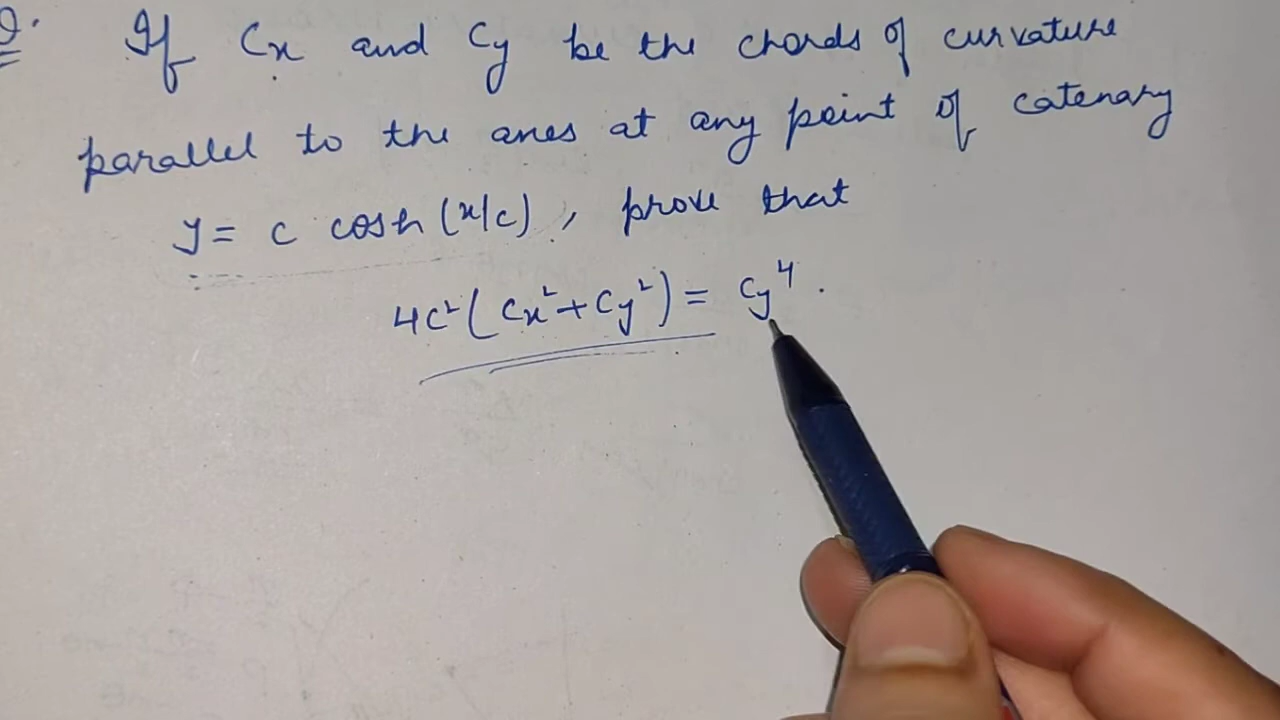 Q. If Cx and Cy be the chords of curvature
parallel to the axes at any point of catenary
y = c cosh (x/c), prove that
4c²(Cx² + Cy²) = Cy⁴.